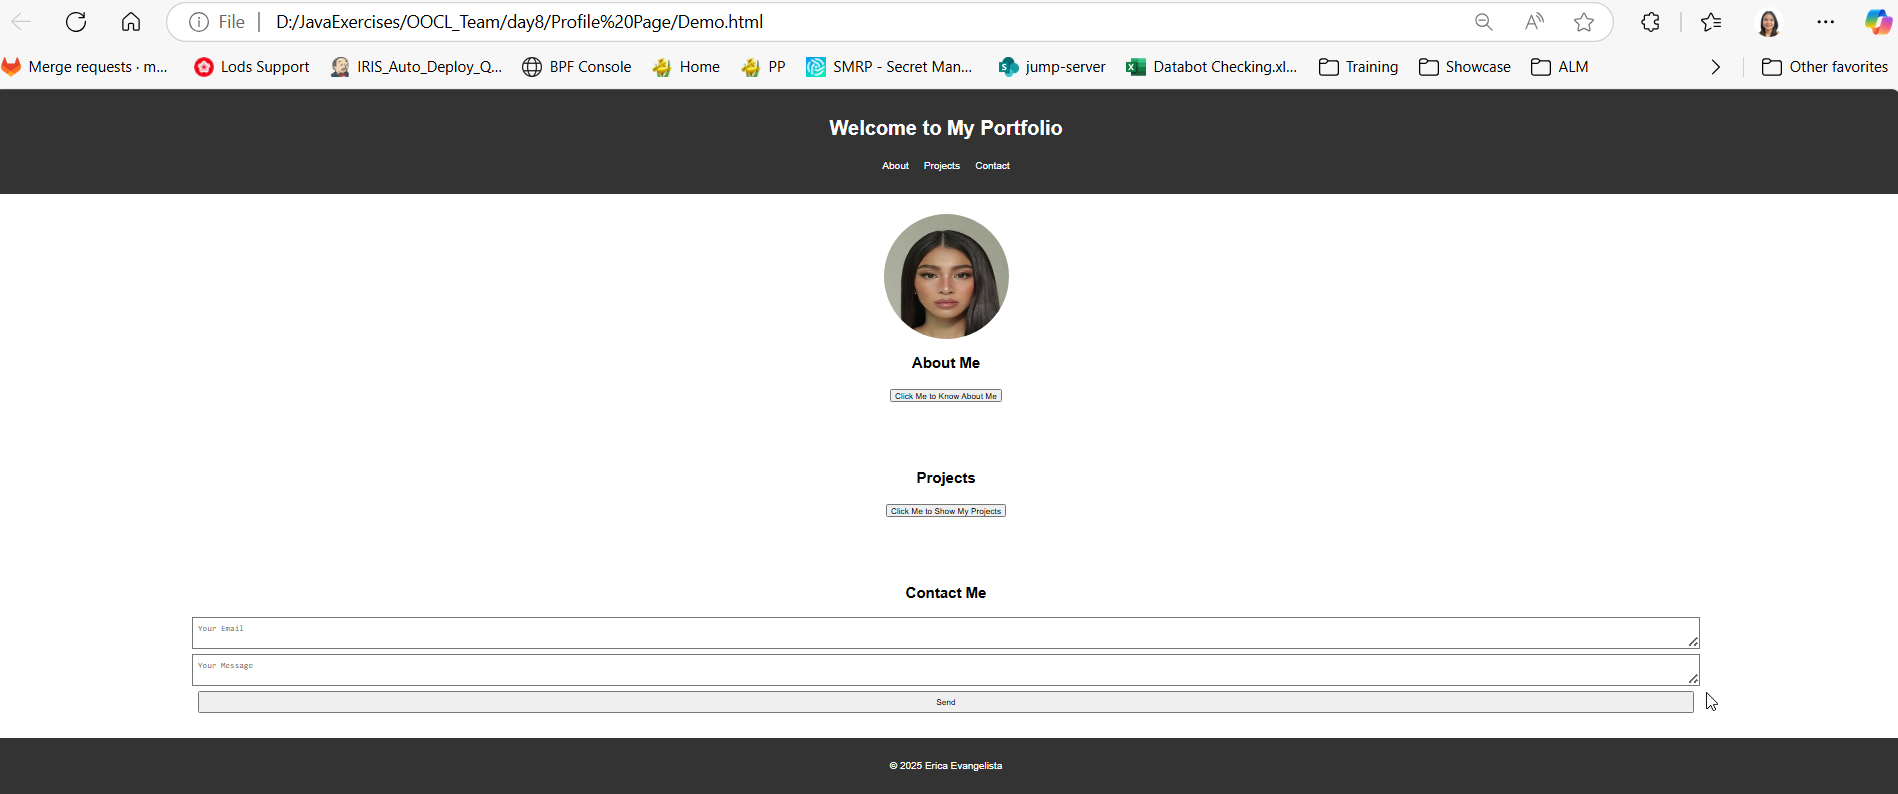 File
D:/JavaExercises/OOCL_Team/day8/Profile%20Page/Demo.html
Merge requests · m...
Lods Support
IRIS_Auto_Deploy_Q...
BPF Console
Home
PP
SMRP - Secret Man...
jump-server
Databot Checking.xl...
Training
Showcase
ALM
Other favorites
Welcome to My Portfolio
About Projects Contact
About Me
Click Me to Know About Me
Projects
Click Me to Show My Projects
Contact Me
Your Email
Your Message
Send
© 2025 Erica Evangelista